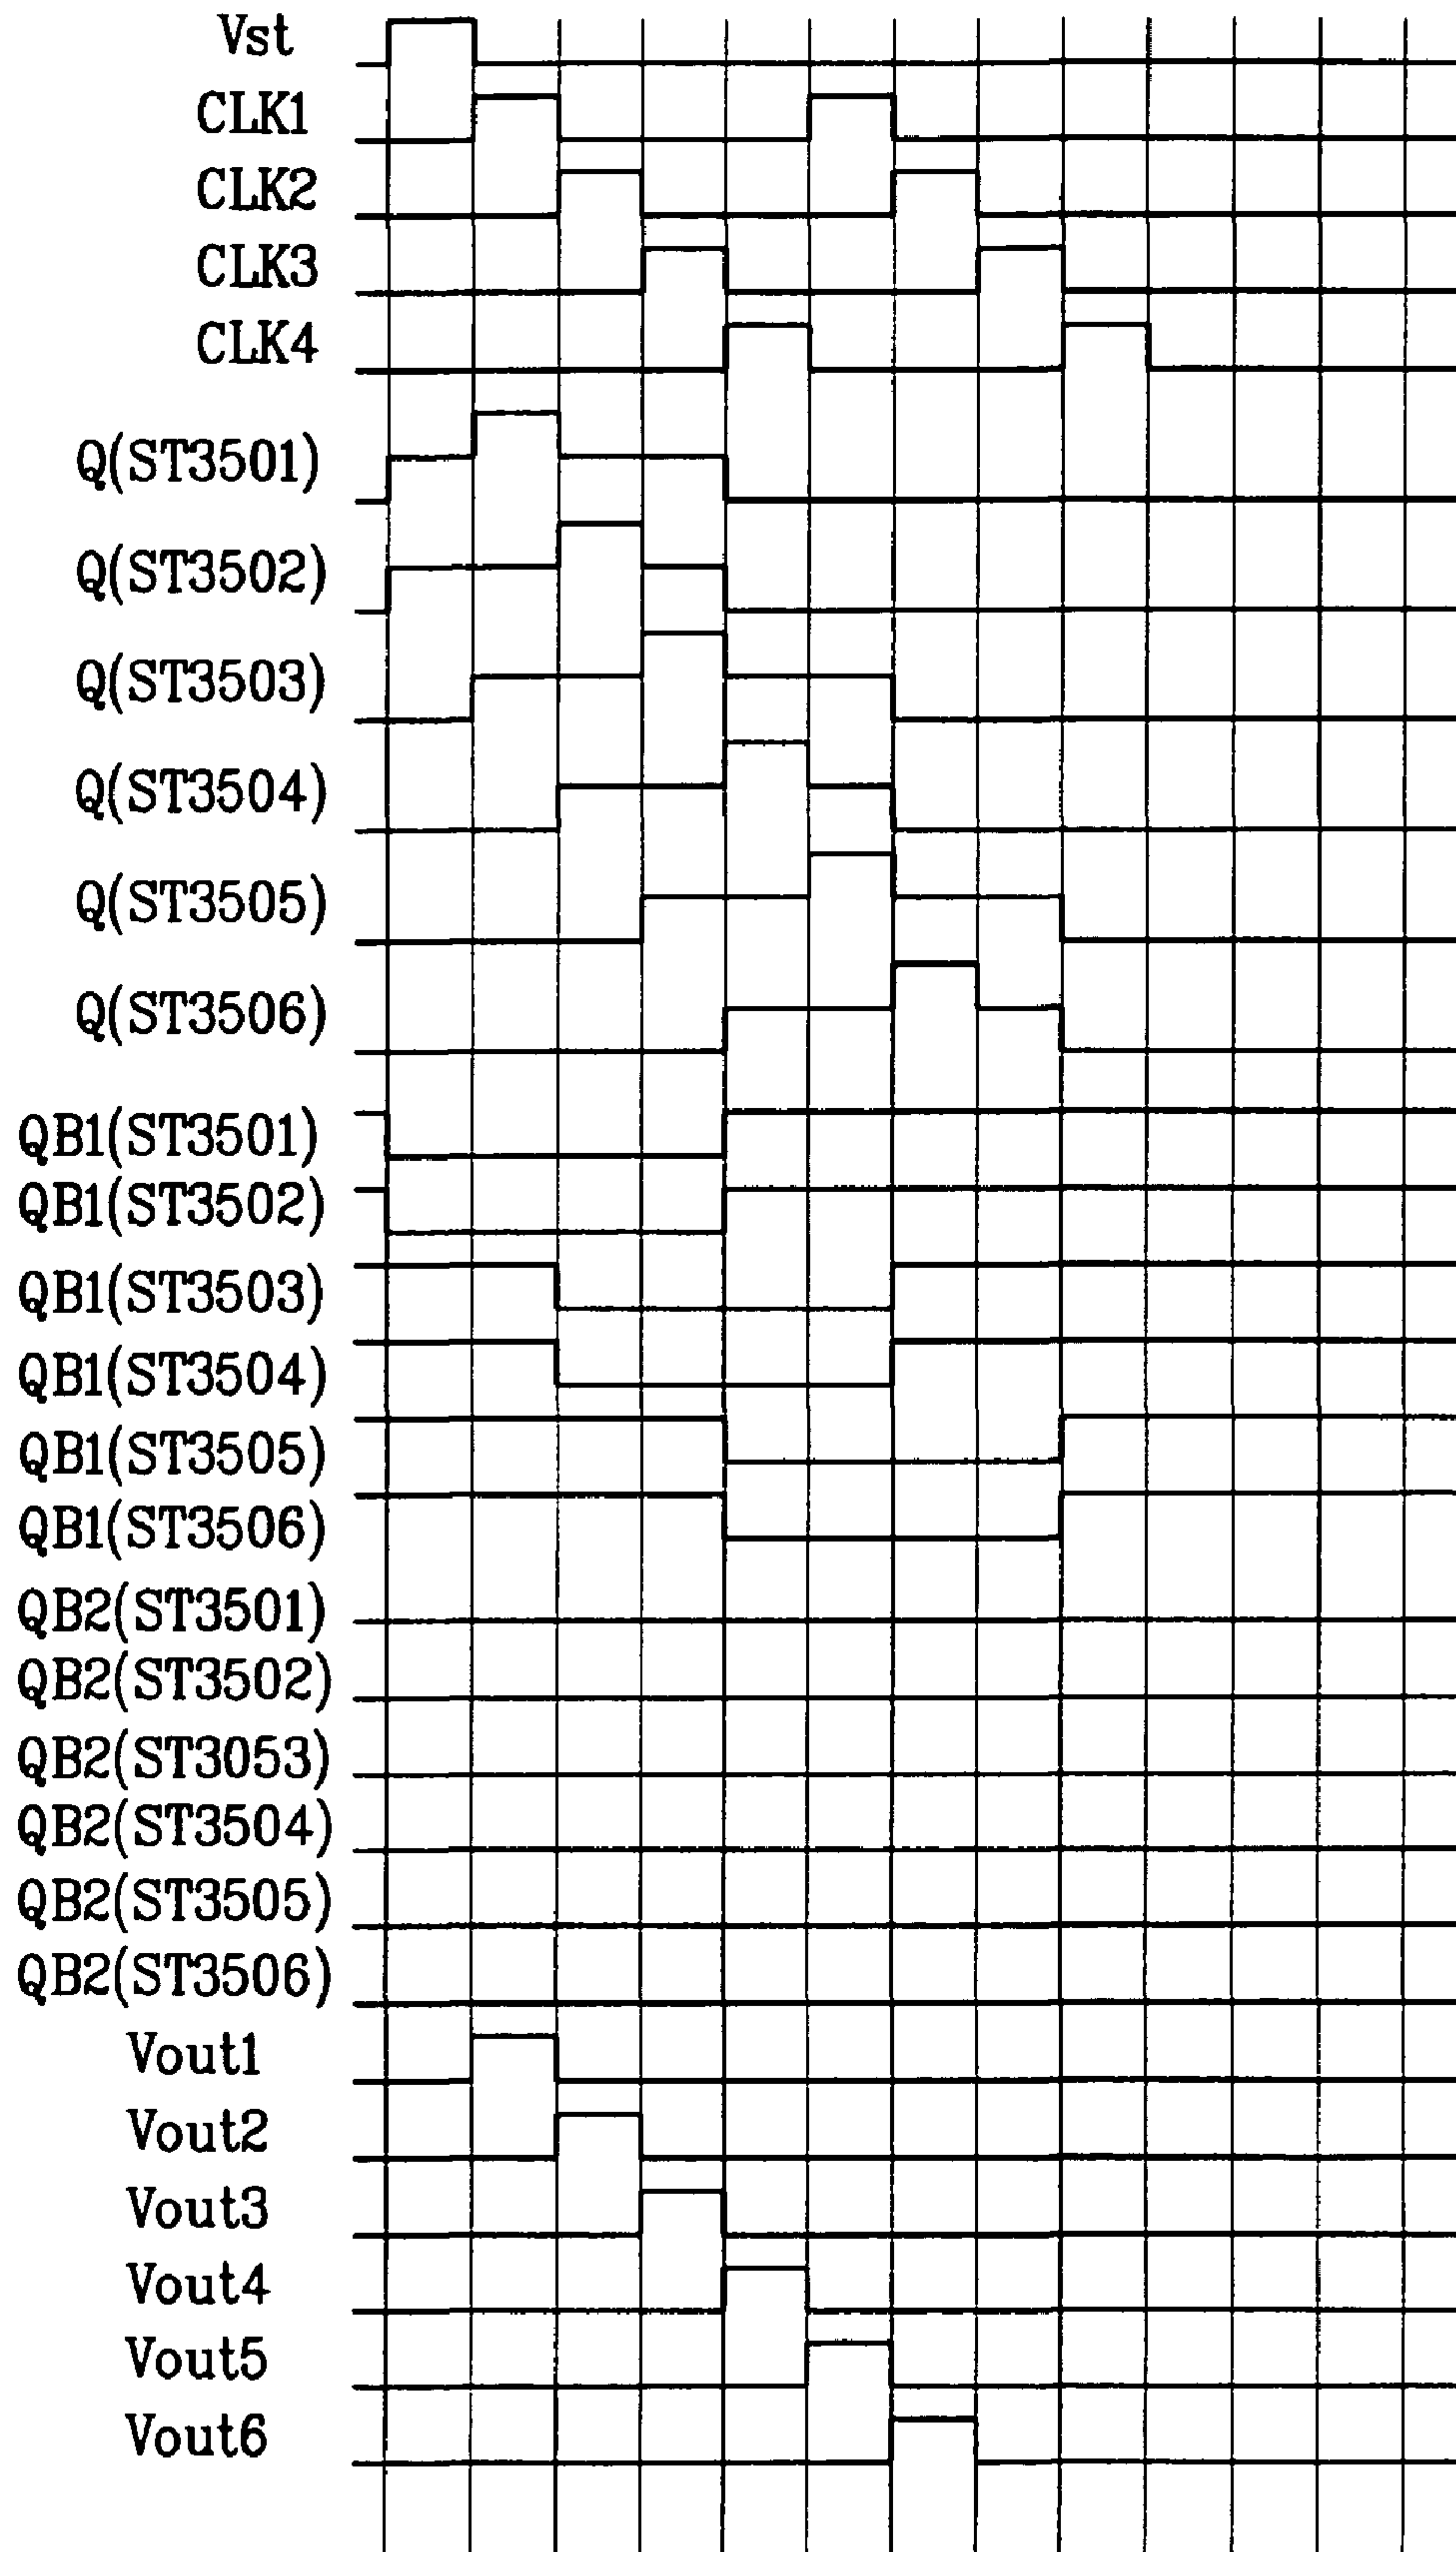 Vst
CLK1
CLK2
CLK3
CLK4
Q(ST3501)
Q(ST3502)
Q(ST3503)
Q(ST3504)
Q(ST3505)
Q(ST3506)
QB1(ST3501)
QB1(ST3502)
QB1(ST3503)
QB1(ST3504)
QB1(ST3505)
QB1(ST3506)
QB2(ST3501)
QB2(ST3502)
QB2(ST3053)
QB2(ST3504)
QB2(ST3505)
QB2(ST3506)
Vout1
Vout2
Vout3
Vout4
Vout5
Vout6